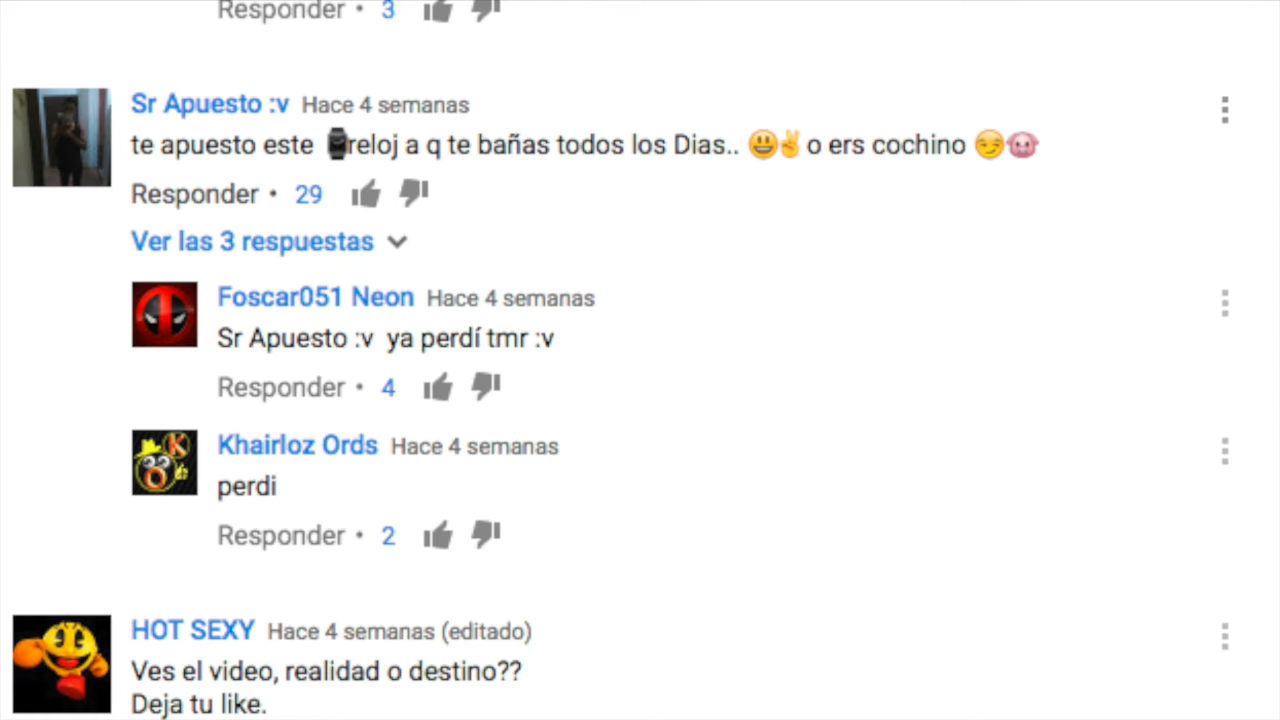 Responder • 3
Sr Apuesto :v Hace 4 semanas
te apuesto este ⌚reloj a q te bañas todos los Dias.. 😃✌️o ers cochino 😏🐷
Responder • 29
Ver las 3 respuestas
Foscar051 Neon Hace 4 semanas
Sr Apuesto :v ya perdí tmr :v
Responder • 4
Khairloz Ords Hace 4 semanas
perdi
Responder • 2
HOT SEXY Hace 4 semanas (editado)
Ves el video, realidad o destino??
Deja tu like.